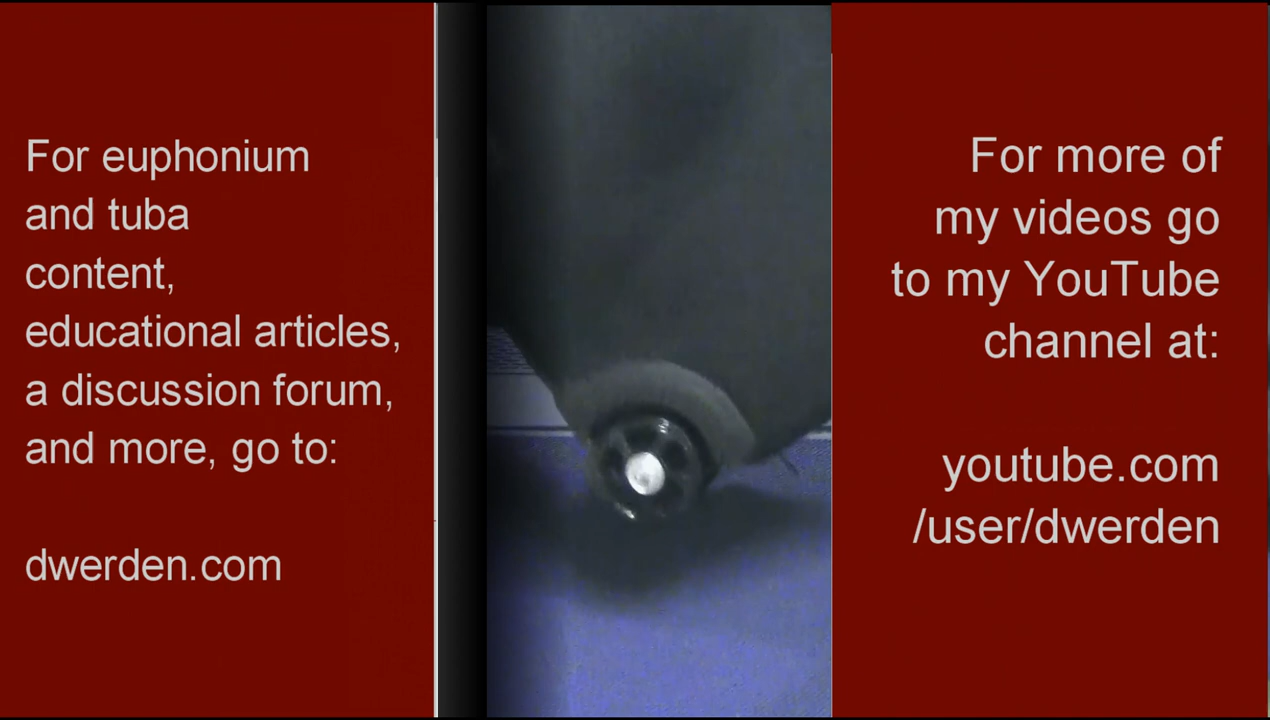 For euphonium
and tuba
content,
educational articles,
a discussion forum,
and more, go to:
dwerden.com
For more of
my videos go
to my YouTube
channel at:
youtube.com
/user/dwerden